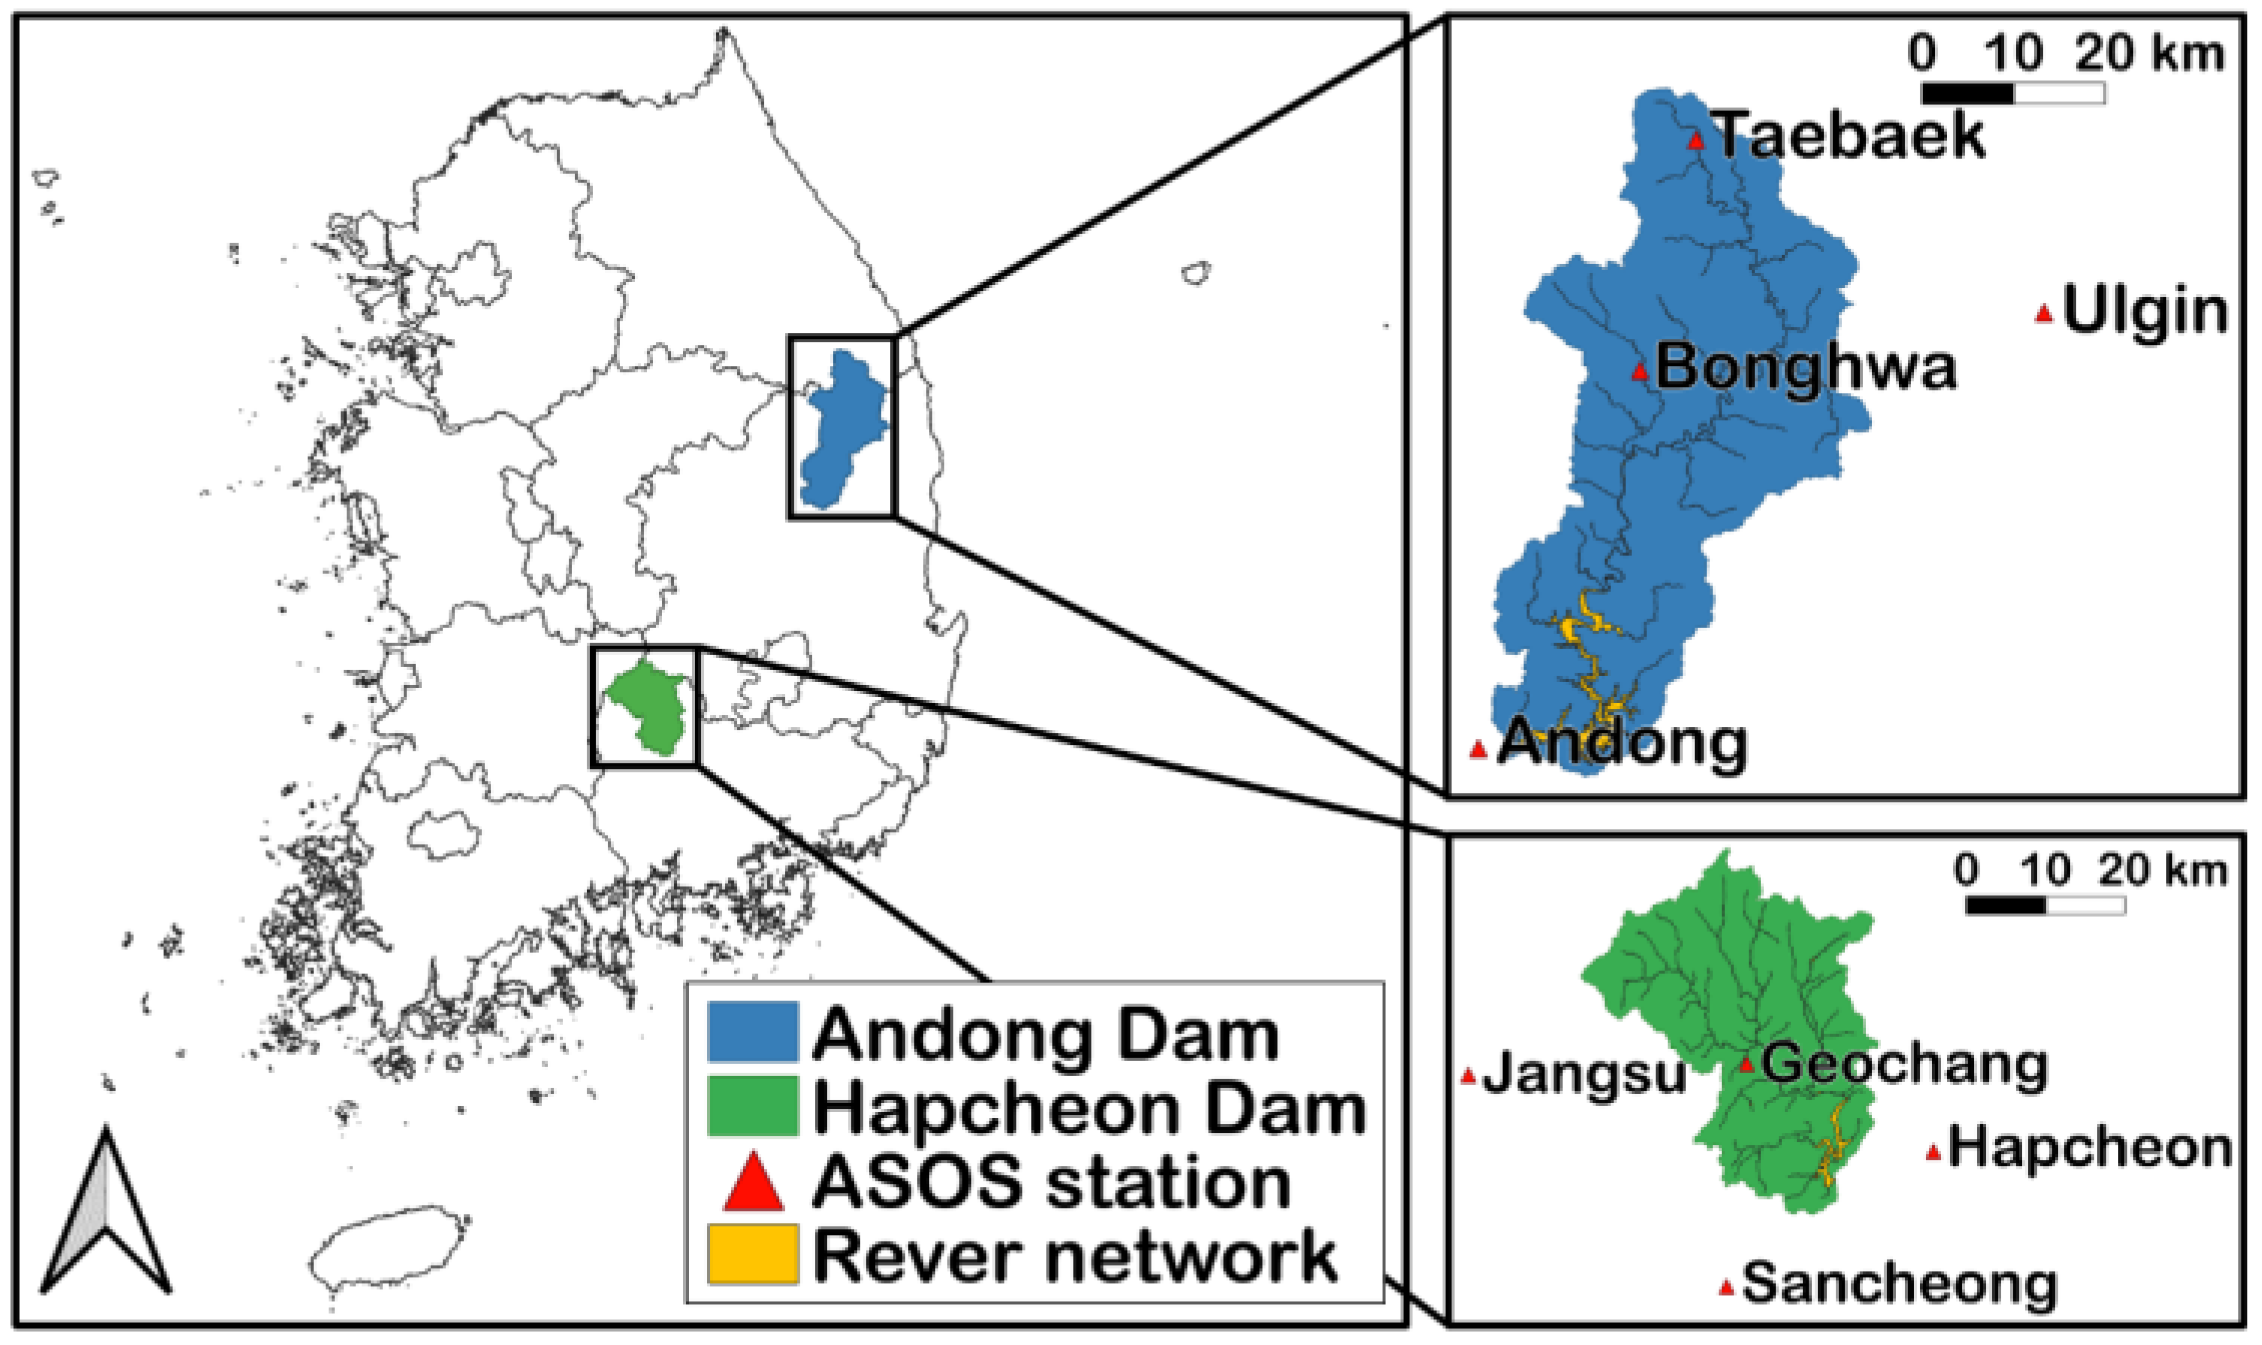 0 10 20 km
Taebaek
Ulgin
Bonghwa
Andong
0 10 20 km
Jangsu
Geochang
Hapcheon
Sancheong
Andong Dam
Hapcheon Dam
ASOS station
Rever network